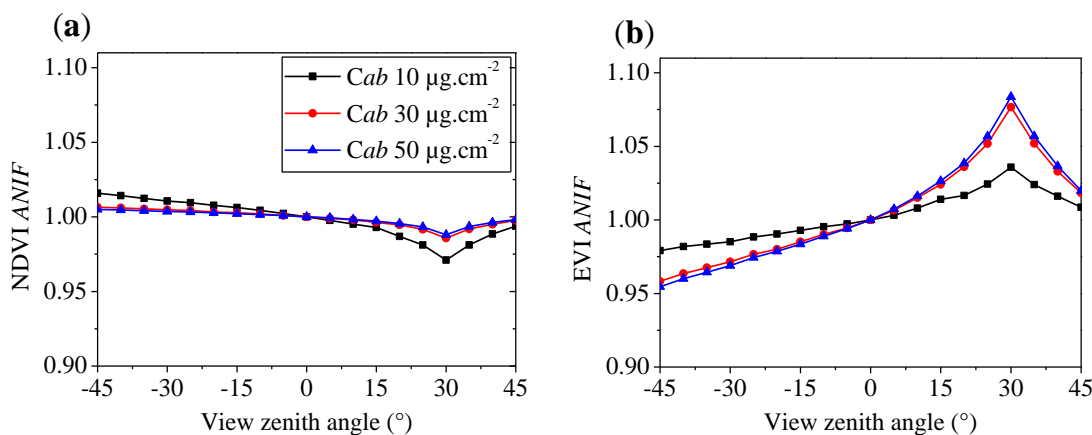 (a)
1.10
1.05
1.00
0.95
0.90
NDVI ANIF
Cab 10 µg.cm-2
Cab 30 µg.cm-2
Cab 50 µg.cm-2
-45 -30 -15 0 15 30 45
View zenith angle (°)
(b)
1.10
1.05
1.00
0.95
0.90
EVI ANIF
-45 -30 -15 0 15 30 45
View zenith angle (°)